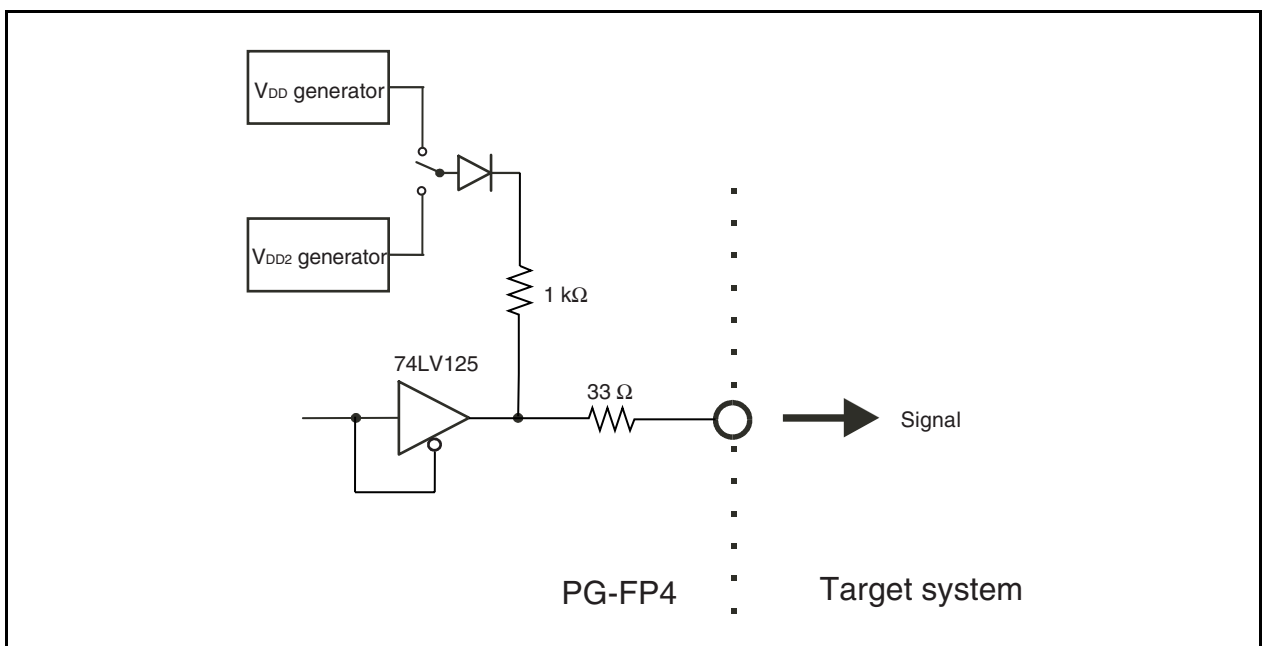 VDD generator
VDD2 generator
1 kΩ
74LV125
33 Ω
Signal
PG-FP4
Target system